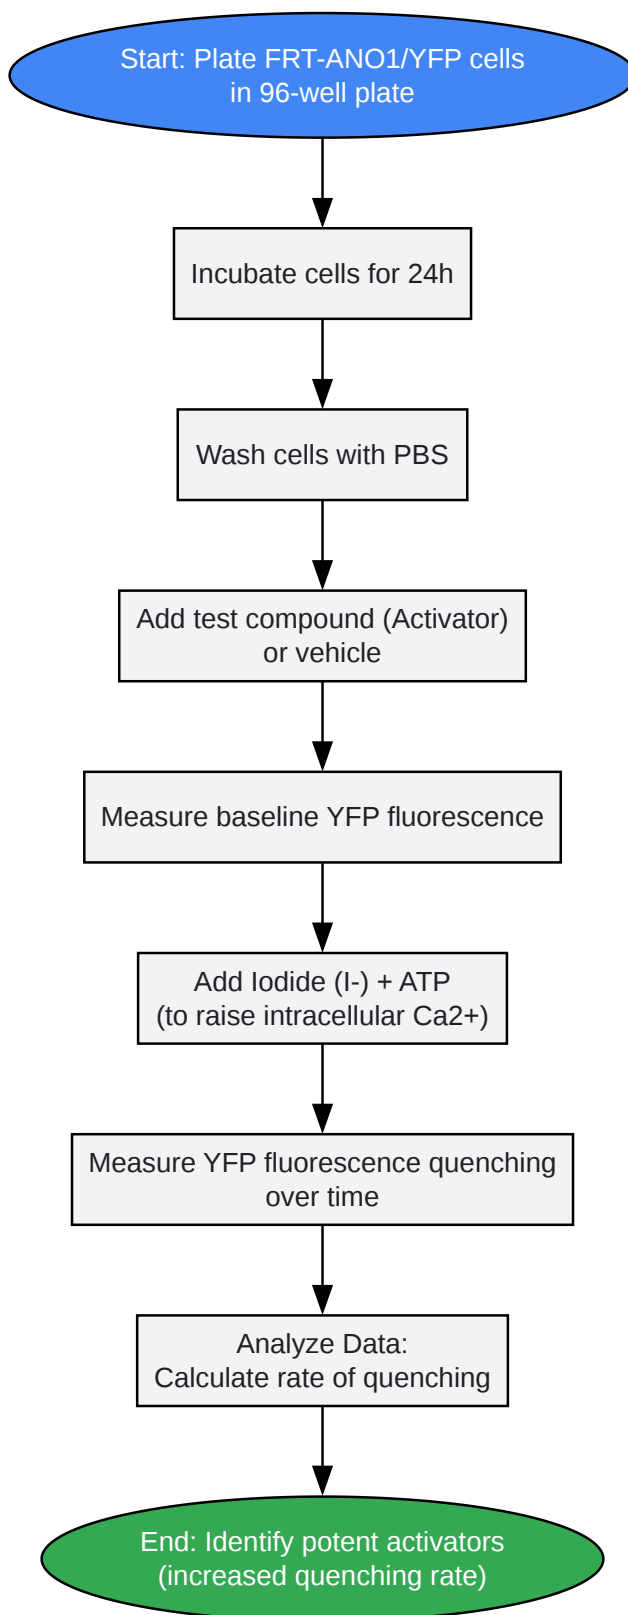 Start: Plate FRT-ANO1/YFP cells
in 96-well plate
Incubate cells for 24h
Wash cells with PBS
Add test compound (Activator)
or vehicle
Measure baseline YFP fluorescence
Add Iodide (I-) + ATP
(to raise intracellular Ca2+)
Measure YFP fluorescence quenching
over time
Analyze Data:
Calculate rate of quenching
End: Identify potent activators
(increased quenching rate)